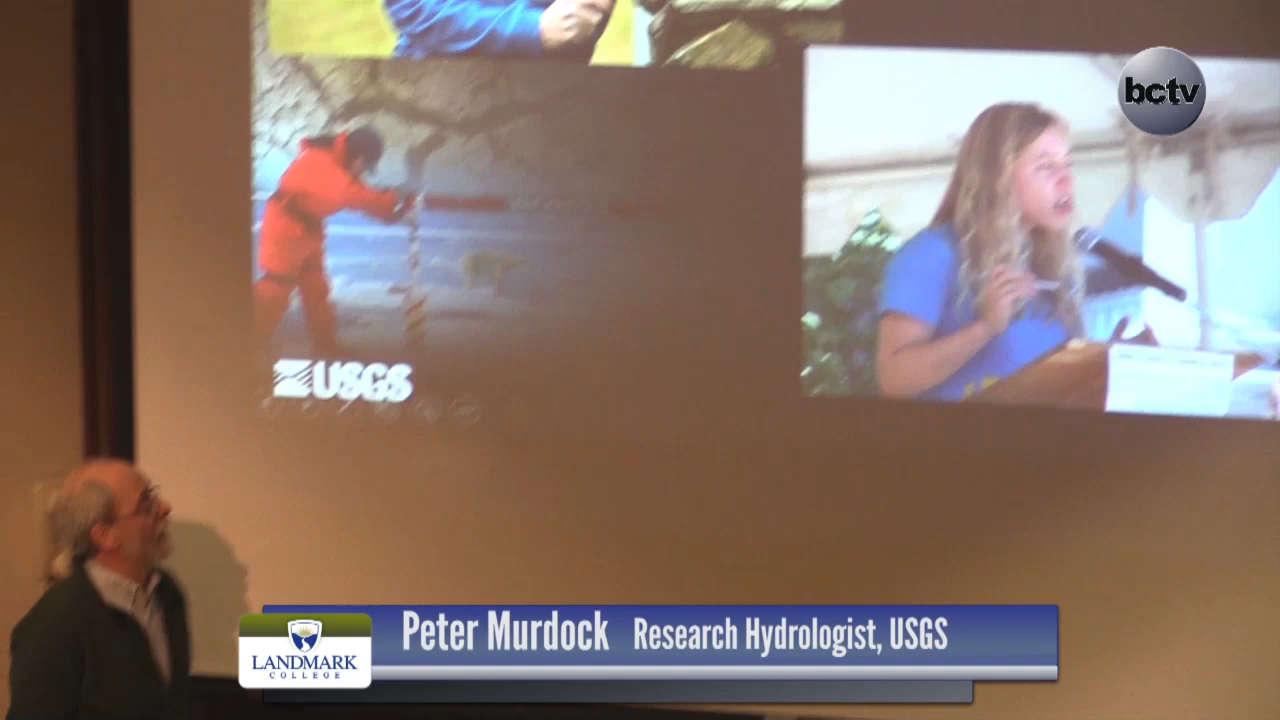 bctv
USGS
Peter Murdock Research Hydrologist, USGS
LANDMARK
COLLEGE